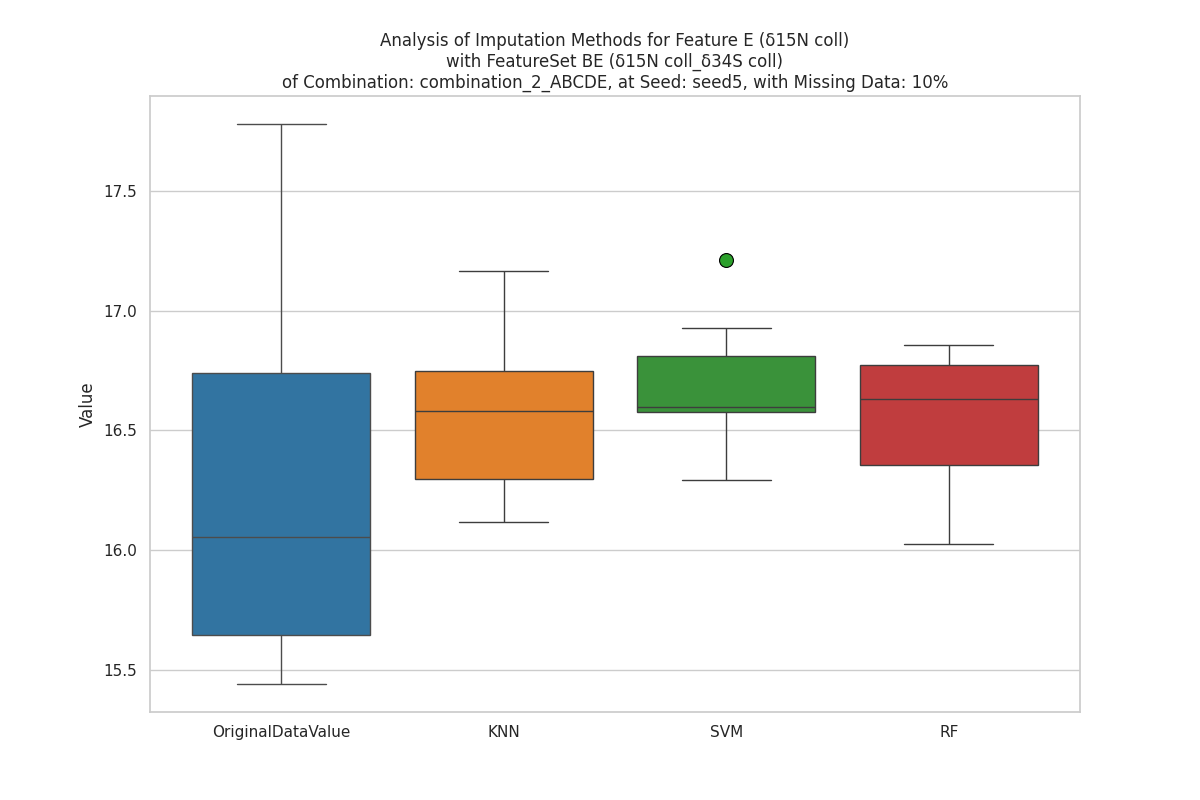 Analysis of Imputation Methods for Feature E (δ15N coll)
with FeatureSet BE (δ15N coll_δ34S coll)
of Combination: combination_2_ABCDE, at Seed: seed5, with Missing Data: 10%
Value
17.5
17.0
16.5
16.0
15.5
OriginalDataValue
KNN
SVM
RF